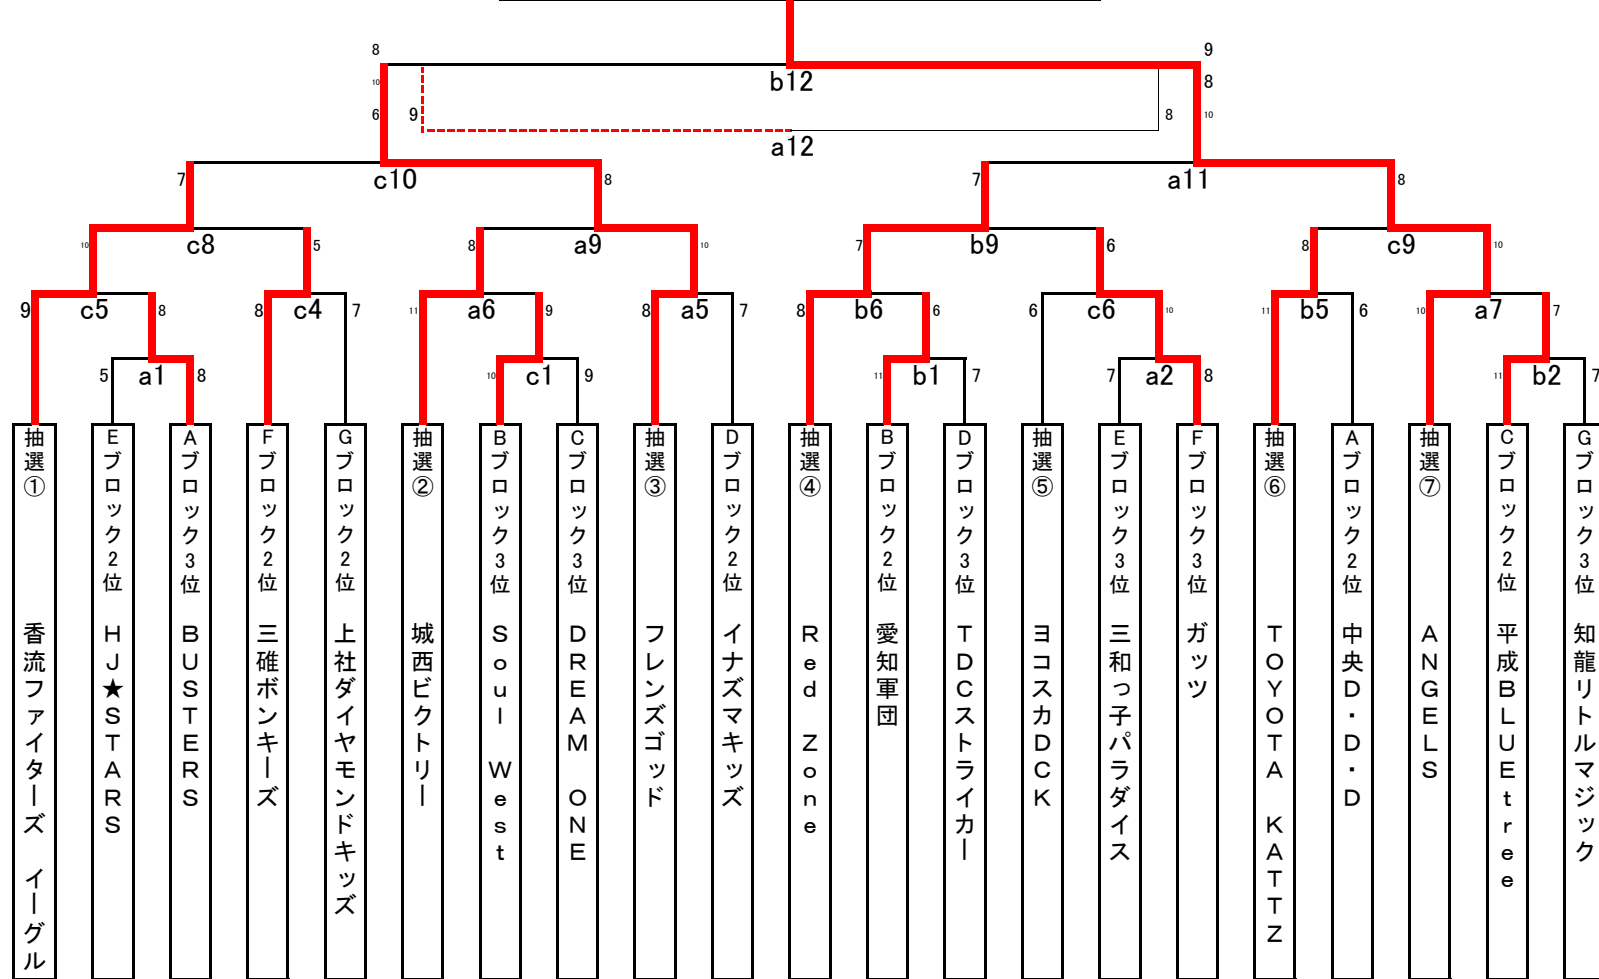 8 9
b12
10 8
6 9 8 10
a12
7 c10 8 7 a11 8
10 c8 5 8 a9 10 7 b9 6 8 c9 10
9 c5 8 8 c4 7 11 a6 9 8 a5 7 8 b6 6 6 c6 10 11 b5 6 10 a7 7
5 a1 8 10 c1 9 11 b1 7 7 a2 8 11 b2 7
抽選① 香流ファイターズ イーグル
Eブロック2位 HJ★STARS
Aブロック3位 BUSTERS
Fブロック2位 三碓ボンキーズ
Gブロック2位 上社ダイヤモンドキッズ
抽選② 城西ビクトリー
Bブロック3位 Soul West
Cブロック3位 DREAM ONE
抽選③ フレンズゴッド
Dブロック2位 イナズマキッズ
抽選④ Red Zone
Bブロック2位 愛知軍団
Dブロック3位 TDCストライカー
抽選⑤ ヨコスカDCK
Eブロック3位 三和っ子パラダイス
Fブロック3位 ガッツ
抽選⑥ TOYOTA KATTZ
Aブロック2位 中央D・D・D
抽選⑦ ANGELS
Cブロック2位 平成BLUEtree
Gブロック3位 知龍リトルマジック